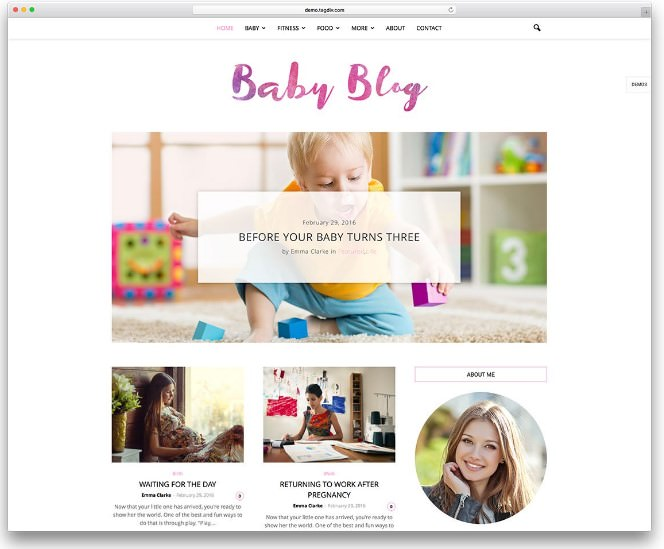 demo.tagdiv.com
HOME BABY FITNESS FOOD MORE ABOUT CONTACT
Baby Blog
DEMOS
February 29, 2016
BEFORE YOUR BABY TURNS THREE
by Emma Clarke in
3
ABOUT ME
WAITING FOR THE DAY
Emma Clarke - February 29, 2016 0
Now that your little one has arrived, you're ready to
show her the world. One of the best and fun ways to
do that is through play. "Play...
RETURNING TO WORK AFTER
PREGNANCY
Emma Clarke - February 29, 2016 0
Now that your little one has arrived, you're ready to
show her the world. One of the best and fun ways to